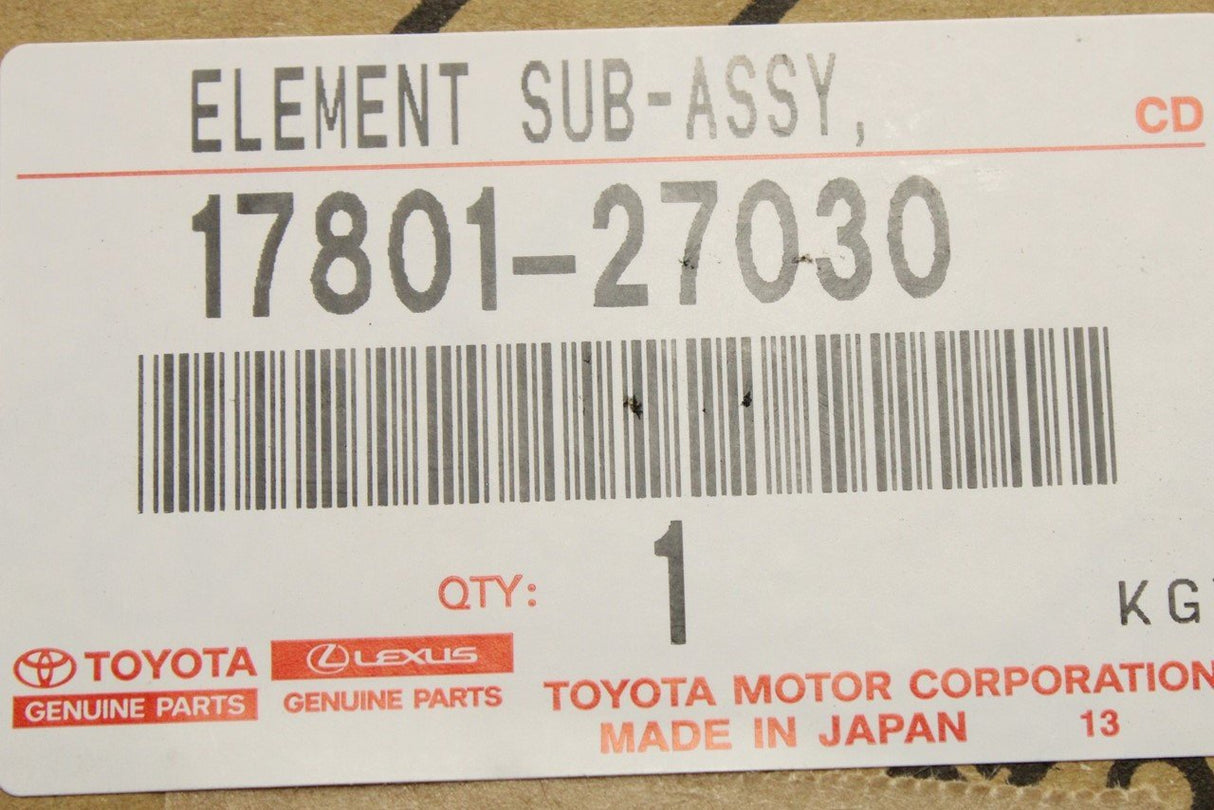 ELEMENT SUB-ASSY,
CD
17801-27030
QTY: 1
KG
TOYOTA
GENUINE PARTS
LEXUS
GENUINE PARTS
TOYOTA MOTOR CORPORATION
MADE IN JAPAN 13